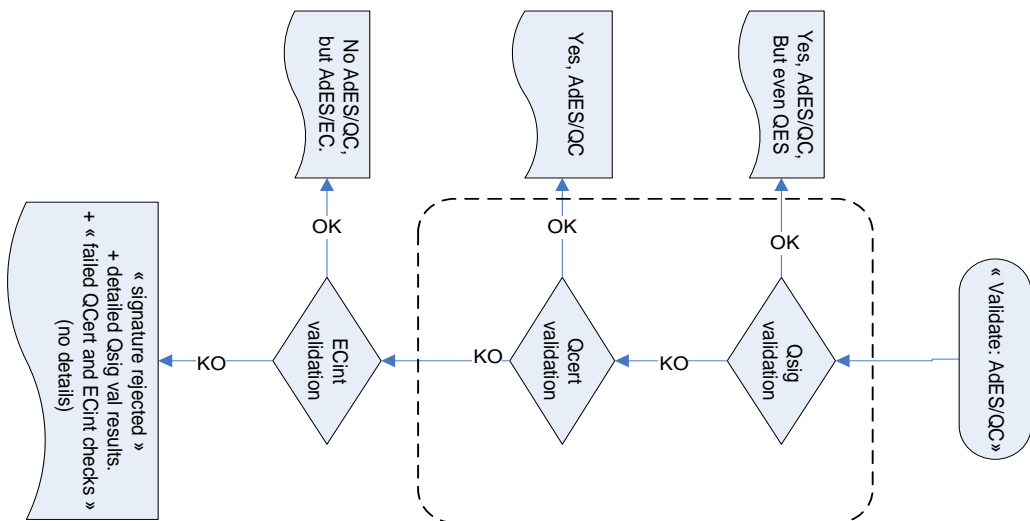 « Validate: AdES/QC»
Qsig
validation
OK
Yes, AdES/QC,
But even QES
KO
Qcert
validation
OK
Yes, AdES/QC
KO
ECint
validation
OK
No AdES/QC,
but AdES/EC.
KO
« signature rejected »
+ detailed Qsig val results.
+ « failed QCert and ECint checks »
(no details)